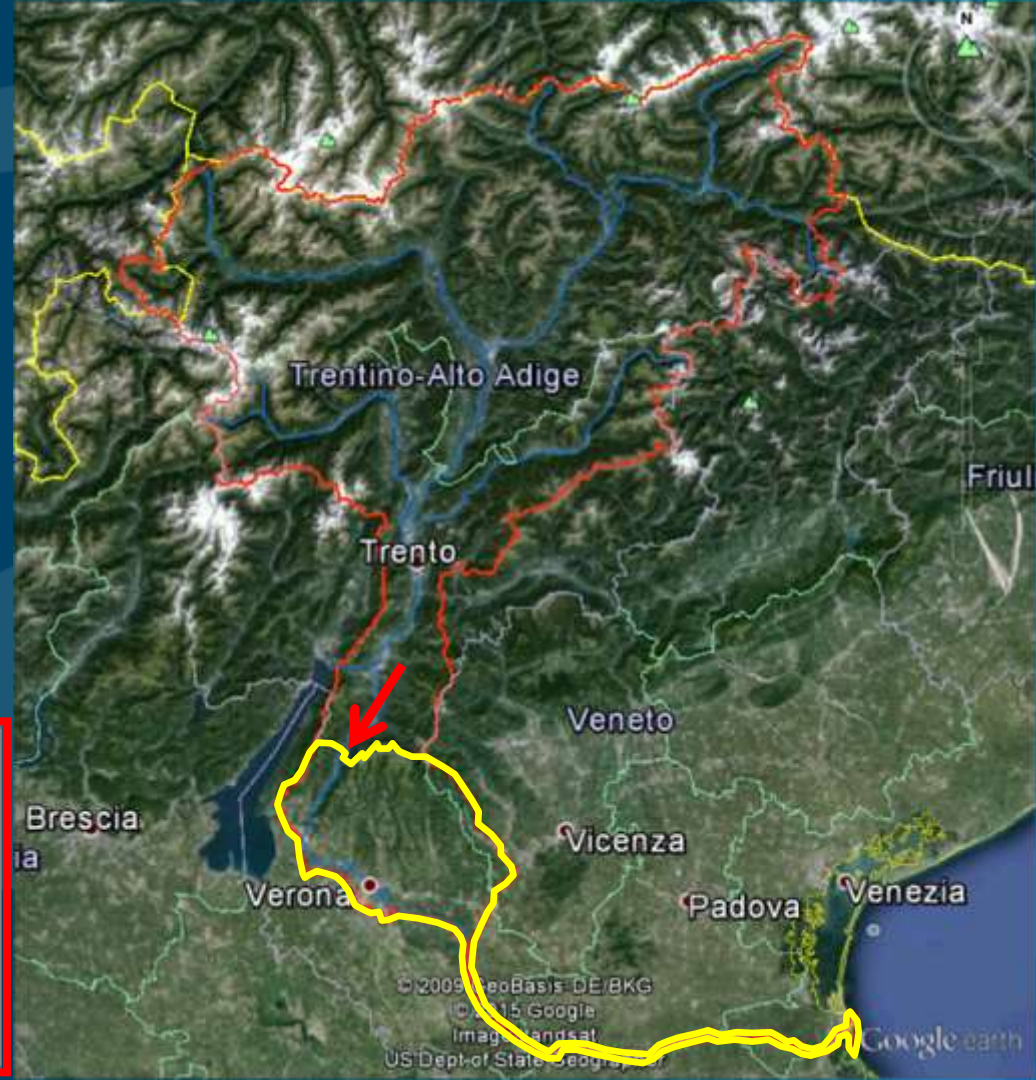 N
Trentino-Alto Adige
Friul
Trento
Veneto
Brescia
ia
Vicenza
Verona
Padova
Venezia
© 2009 GeoBasis-DE/BKG
© 2015 Google
Image Landsat
US Dept of State Geographer
Google earth